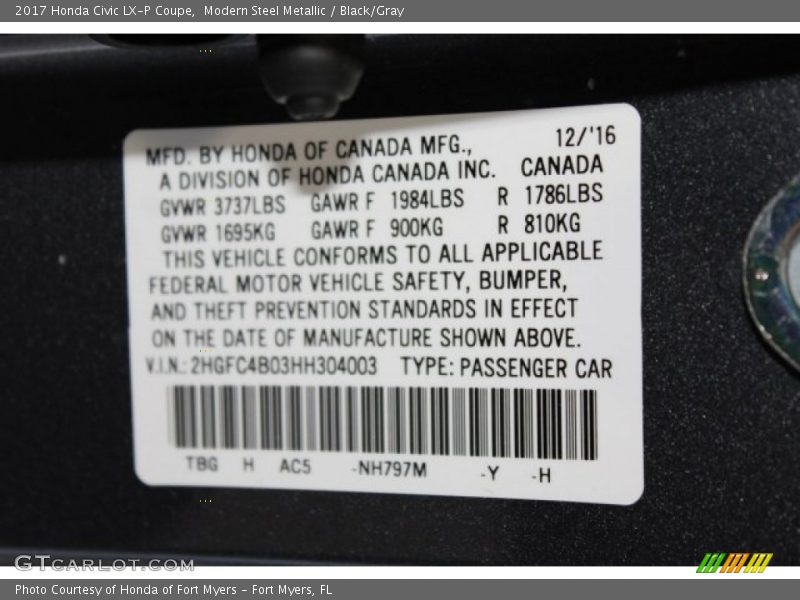 2017 Honda Civic LX-P Coupe, Modern Steel Metallic / Black/Gray
MFD. BY HONDA OF CANADA MFG., 12/'16
A DIVISION OF HONDA CANADA INC. CANADA
GVWR 3737LBS GAWR F 1984LBS R 1786LBS
GVWR 1695KG GAWR F 900KG R 810KG
THIS VEHICLE CONFORMS TO ALL APPLICABLE
FEDERAL MOTOR VEHICLE SAFETY, BUMPER,
AND THEFT PREVENTION STANDARDS IN EFFECT
ON THE DATE OF MANUFACTURE SHOWN ABOVE.
V.I.N.: 2HGFC4B03HH304003 TYPE: PASSENGER CAR
TBG H AC5 -NH797M -Y -H
GTcarlot.com
Photo Courtesy of Honda of Fort Myers - Fort Myers, FL